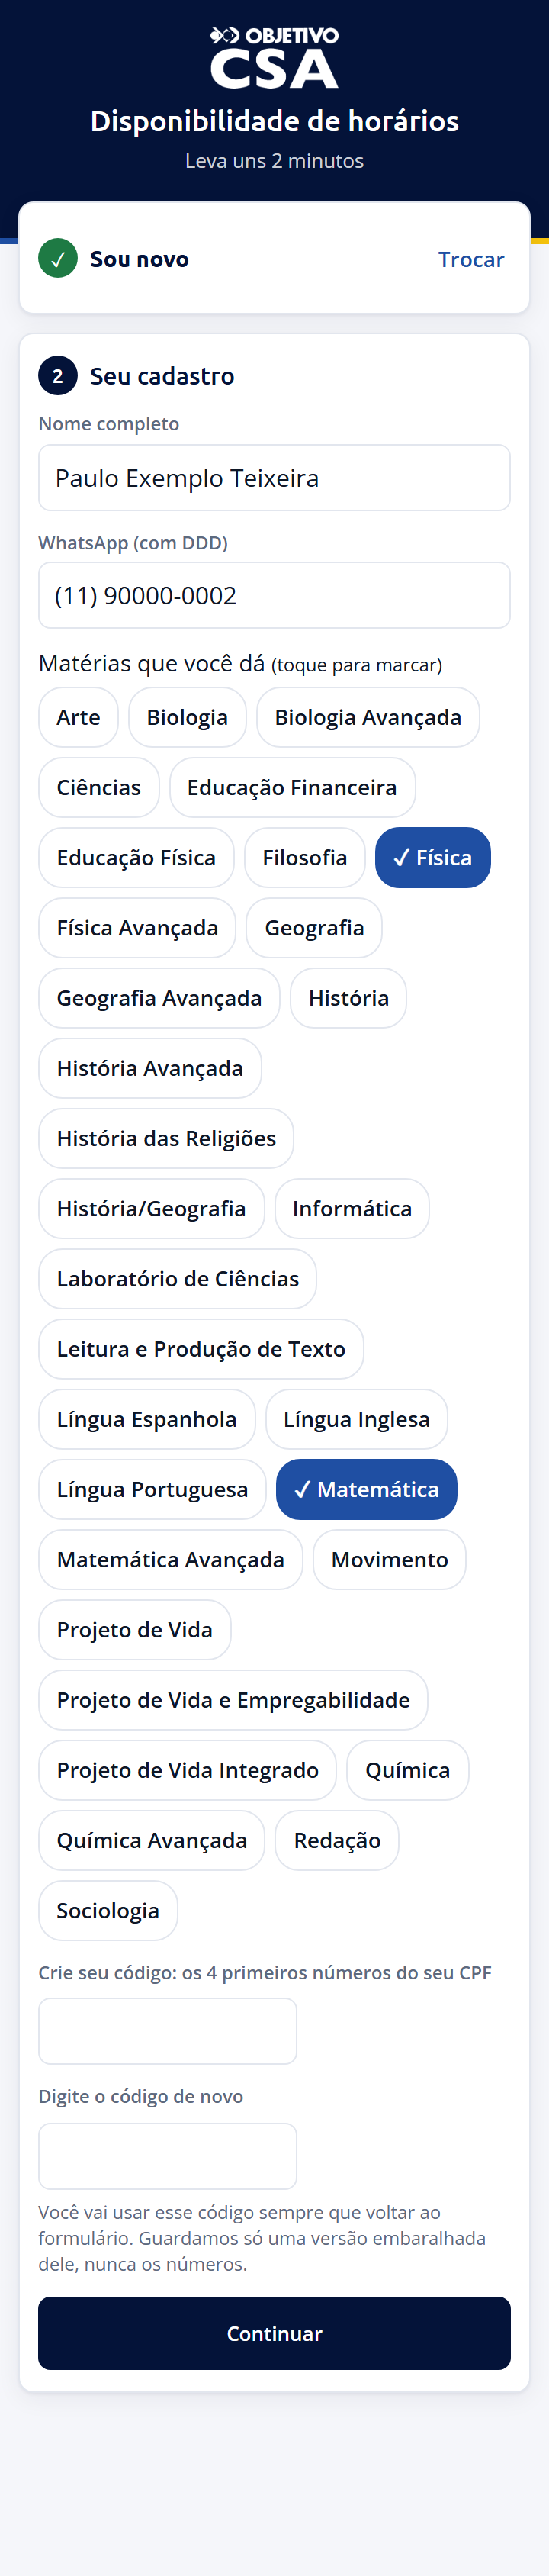 OBJETIVO
CSA
Disponibilidade de horários
Leva uns 2 minutos
✓ Sou novo Trocar
2 Seu cadastro
Nome completo
Paulo Exemplo Teixeira
WhatsApp (com DDD)
(11) 90000-0002
Matérias que você dá (toque para marcar)
Arte Biologia Biologia Avançada
Ciências Educação Financeira
Educação Física Filosofia ✓ Física
Física Avançada Geografia
Geografia Avançada História
História Avançada
História das Religiões
História/Geografia Informática
Laboratório de Ciências
Leitura e Produção de Texto
Língua Espanhola Língua Inglesa
Língua Portuguesa ✓ Matemática
Matemática Avançada Movimento
Projeto de Vida
Projeto de Vida e Empregabilidade
Projeto de Vida Integrado Química
Química Avançada Redação
Sociologia
Crie seu código: os 4 primeiros números do seu CPF
Digite o código de novo
Você vai usar esse código sempre que voltar ao
formulário. Guardamos só uma versão embaralhada
dele, nunca os números.
Continuar